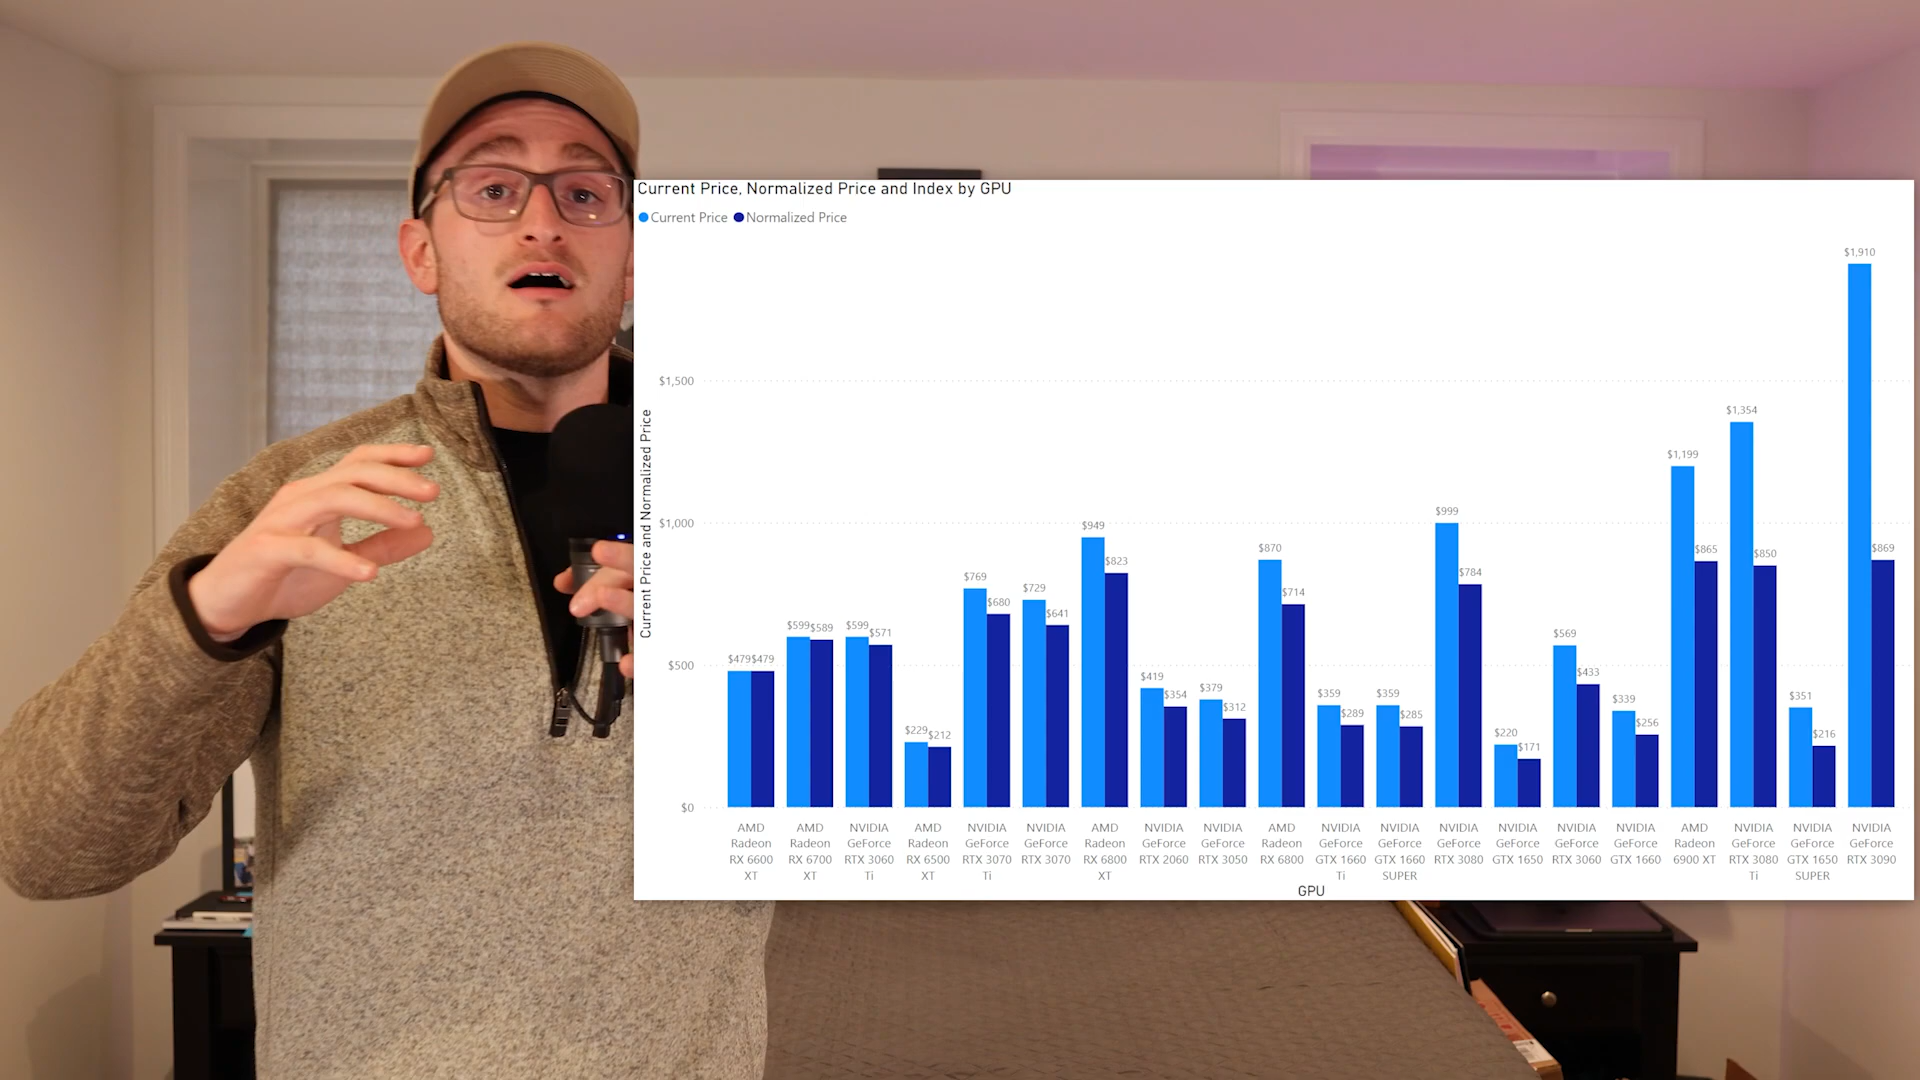 Current Price, Normalized Price and Index by GPU
Current Price Normalized Price
Current Price and Normalized Price
$1,500
$1,000
$500
$0
$479 $479
$599 $589
$599 $571
$229 $212
$769 $680
$729 $641
$949 $823
$419 $354
$379 $312
$870 $714
$359 $289
$359 $285
$999 $784
$220 $171
$569 $433
$339 $256
$1,199 $865
$1,354 $850
$351 $216
$1,910 $869
AMD Radeon RX 6600 XT
AMD Radeon RX 6700 XT
NVIDIA GeForce RTX 3060 Ti
AMD Radeon RX 6500 XT
NVIDIA GeForce RTX 3070 Ti
NVIDIA GeForce RTX 3070
AMD Radeon RX 6800 XT
NVIDIA GeForce RTX 2060
NVIDIA GeForce RTX 3050
AMD Radeon RX 6800
NVIDIA GeForce GTX 1660 Ti
NVIDIA GeForce GTX 1660 SUPER
NVIDIA GeForce RTX 3080
NVIDIA GeForce GTX 1650
NVIDIA GeForce RTX 3060
NVIDIA GeForce GTX 1660
AMD Radeon 6900 XT
NVIDIA GeForce RTX 3080 Ti
NVIDIA GeForce GTX 1650 SUPER
NVIDIA GeForce RTX 3090
GPU